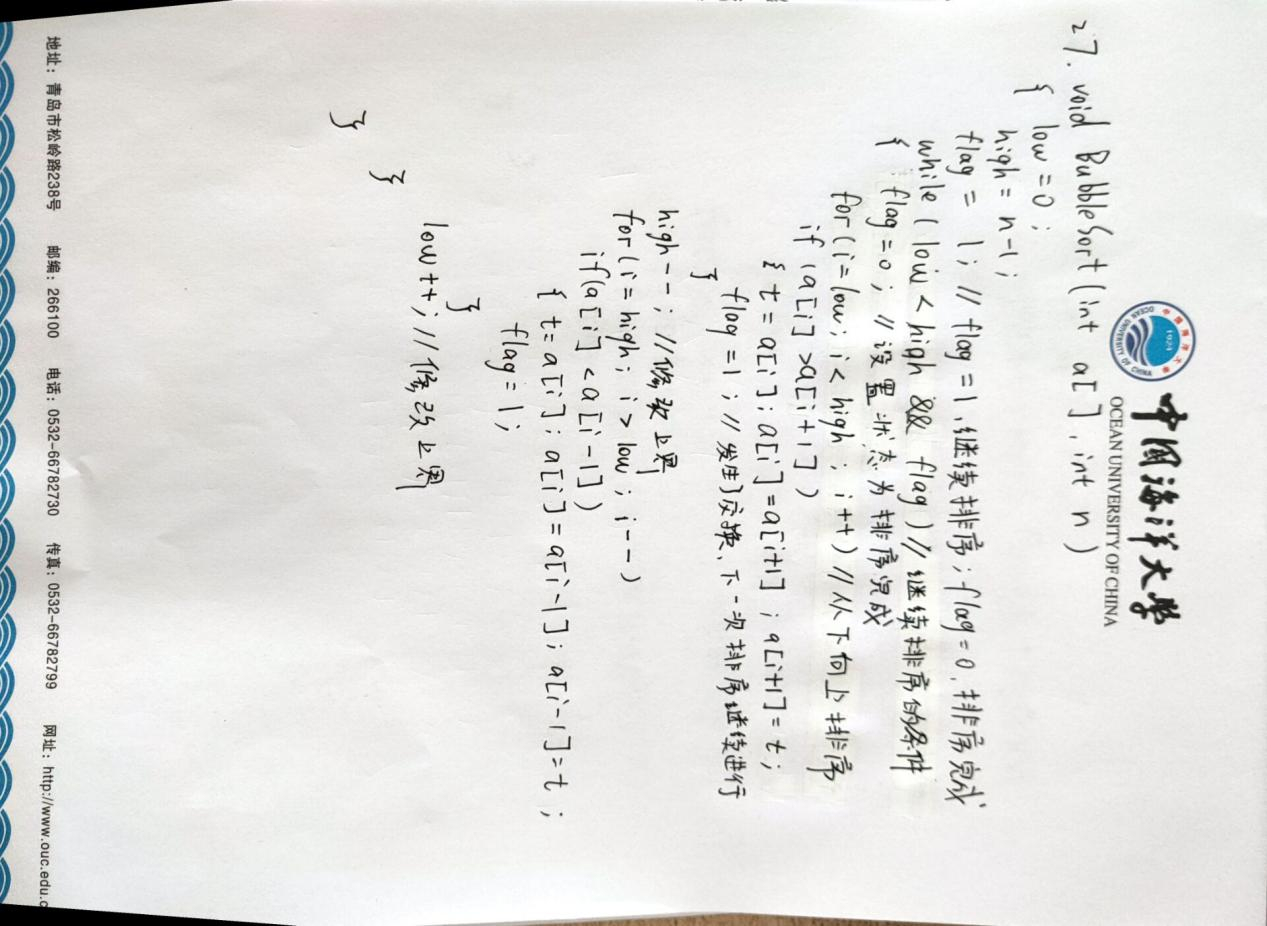 中国海洋大学
OCEAN UNIVERSITY OF CHINA
27. void BubbleSort(int a[], int n)
{ low=0;
high=n-1;
flag = 1; // flag=1,继续排序; flag=0,排序完成
while (low < high && flag) // 继续排序的条件
{ flag=0; // 设置状态为排序完成
for (i=low; i<high; i++) // 从下向上排序
if (a[i]>a[i+1])
{ t=a[i]; a[i]=a[i+1]; a[i+1]=t;
flag=1; // 发生了交换、下一次排序继续进行
}
high--; // 修改上界
for(i=high; i>low; i--)
if(a[i]<a[i-1])
{ t=a[i]; a[i]=a[i-1]; a[i-1]=t;
flag=1;
}
low++; // 修改上界
}
}
地址:青岛市松岭路238号 邮编:266100 电话:0532-66782730 传真:0532-66782799 网址:http://www.ouc.edu.c